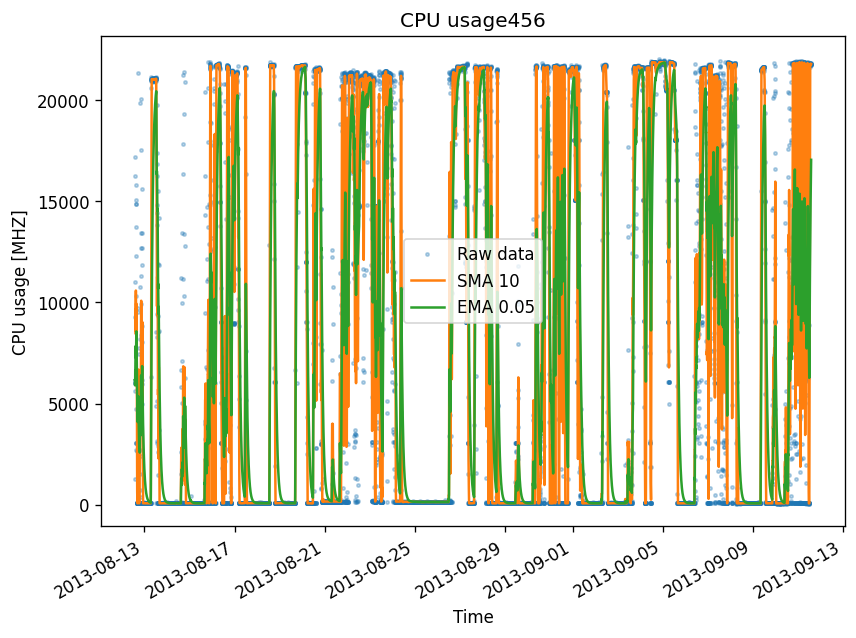 CPU usage456
CPU usage [MHZ]
20000
15000
10000
5000
0
Raw data
SMA 10
EMA 0.05
2013-08-13
2013-08-17
2013-08-21
2013-08-25
2013-08-29
2013-09-01
2013-09-05
2013-09-09
2013-09-13
Time